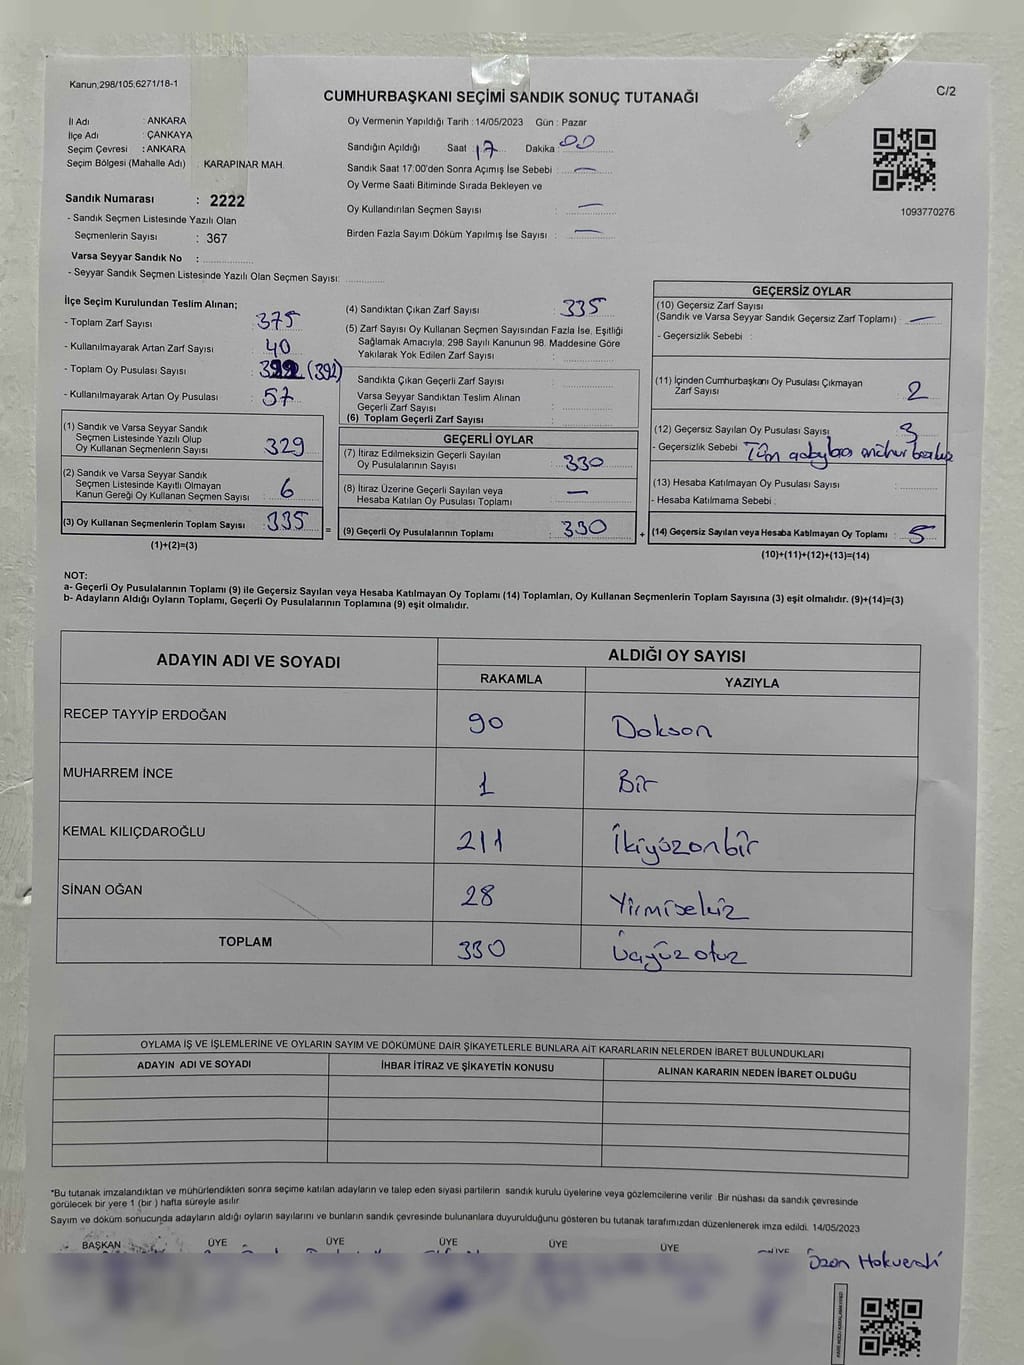 Kanun,298/105,6271/18-1
C/2
CUMHURBAŞKANI SEÇİMİ SANDIK SONUÇ TUTANAĞI
İl Adı : ANKARA
İlçe Adı : ÇANKAYA
Seçim Çevresi : ANKARA
Seçim Bölgesi (Mahalle Adı) : KARAPINAR MAH.
Oy Vermenin Yapıldığı Tarih : 14/05/2023 Gün : Pazar
Sandığın Açıldığı Saat : 17 Dakika : 00
Sandık Saat 17:00'den Sonra Açımış İse Sebebi : —
Oy Verme Saati Bitiminde Sırada Bekleyen ve
Oy Kullandırılan Seçmen Sayısı : —
Birden Fazla Sayım Döküm Yapılmış İse Sayısı : —
1093770276
Sandık Numarası : 2222
- Sandık Seçmen Listesinde Yazılı Olan
Seçmenlerin Sayısı : 367
Varsa Seyyar Sandık No :
- Seyyar Sandık Seçmen Listesinde Yazılı Olan Seçmen Sayısı:
İlçe Seçim Kurulundan Teslim Alınan;
- Toplam Zarf Sayısı : 375
- Kullanılmayarak Artan Zarf Sayısı : 40
- Toplam Oy Pusulası Sayısı : (392)
- Kullanılmayarak Artan Oy Pusulası : 57
(1) Sandık ve Varsa Seyyar Sandık
Seçmen Listesinde Yazılı Olup
Oy Kullanan Seçmenlerin Sayısı : 329
(2) Sandık ve Varsa Seyyar Sandık
Seçmen Listesinde Kayıtlı Olmayan
Kanun Gereği Oy Kullanan Seçmen Sayısı : 6
(3) Oy Kullanan Seçmenlerin Toplam Sayısı : 335
(1)+(2)=(3)
(4) Sandıktan Çıkan Zarf Sayısı : 335
(5) Zarf Sayısı Oy Kullanan Seçmen Sayısından Fazla İse, Eşitliği
Sağlamak Amacıyla; 298 Sayılı Kanunun 98. Maddesine Göre
Yakılarak Yok Edilen Zarf Sayısı :
Sandıkta Çıkan Geçerli Zarf Sayısı :
Varsa Seyyar Sandıktan Teslim Alınan
Geçerli Zarf Sayısı :
(6) Toplam Geçerli Zarf Sayısı
GEÇERLİ OYLAR
(7) İtiraz Edilmeksizin Geçerli Sayılan
Oy Pusulalarının Sayısı : 330
(8) İtiraz Üzerine Geçerli Sayılan veya
Hesaba Katılan Oy Pusulası Toplamı : —
= (9) Geçerli Oy Pusulalarının Toplamı : 330
GEÇERSİZ OYLAR
(10) Geçersiz Zarf Sayısı
(Sandık ve Varsa Seyyar Sandık Geçersiz Zarf Toplamı) : —
- Geçersizlik Sebebi :
(11) İçinden Cumhurbaşkanı Oy Pusulası Çıkmayan
Zarf Sayısı : 2
(12) Geçersiz Sayılan Oy Pusulası Sayısı : 3
- Geçersizlik Sebebi : Tüm adaylara mühür
(13) Hesaba Katılmayan Oy Pusulası Sayısı :
- Hesaba Katılmama Sebebi :
+ (14) Geçersiz Sayılan veya Hesaba Katılmayan Oy Toplamı : 5
(10)+(11)+(12)+(13)=(14)
NOT:
a- Geçerli Oy Pusulalarının Toplamı (9) ile Geçersiz Sayılan veya Hesaba Katılmayan Oy Toplamı (14) Toplamları, Oy Kullanan Seçmenlerin Toplam Sayısına (3) eşit olmalıdır. (9)+(14)=(3)
b- Adayların Aldığı Oyların Toplamı, Geçerli Oy Pusulalarının Toplamına (9) eşit olmalıdır.
ADAYIN ADI VE SOYADI
ALDIĞI OY SAYISI
RAKAMLA YAZIYLA
RECEP TAYYİP ERDOĞAN 90 Doksan
MUHARREM İNCE 1 Bir
KEMAL KILIÇDAROĞLU 211 İkiyüzonbir
SİNAN OĞAN 28 Yirmisekiz
TOPLAM 330 üçyüz otuz
OYLAMA İŞ VE İŞLEMLERİNE VE OYLARIN SAYIM VE DÖKÜMÜNE DAİR ŞİKAYETLERLE BUNLARA AİT KARARLARIN NELERDEN İBARET BULUNDUKLARI
ADAYIN ADI VE SOYADI
İHBAR İTİRAZ VE ŞİKAYETİN KONUSU
ALINAN KARARIN NEDEN İBARET OLDUĞU
*Bu tutanak imzalandıktan ve mühürlendikten sonra seçime katılan adayların ve talep eden siyasi partilerin sandık kurulu üyelerine veya gözlemcilerine verilir. Bir nüshası da sandık çevresinde
görülecek bir yere 1 (bir) hafta süreyle asılır
Sayım ve döküm sonucunda adayların aldığı oyların sayılarını ve bunların sandık çevresinde bulunanlara duyurulduğunu gösteren bu tutanak tarafımızdan düzenlenerek imza edildi. 14/05/2023
BAŞKAN ÜYE ÜYE ÜYE ÜYE ÜYE